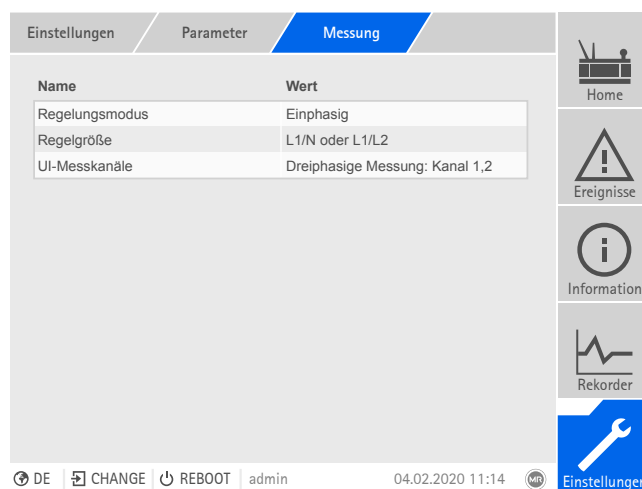 Einstellungen Parameter Messung
Name Wert
Regelungsmodus Einphasig
Regelgröße L1/N oder L1/L2
UI-Messkanäle Dreiphasige Messung: Kanal 1,2
Home
Ereignisse
Information
Rekorder
Einstellungen
DE CHANGE REBOOT admin 04.02.2020 11:14 MR